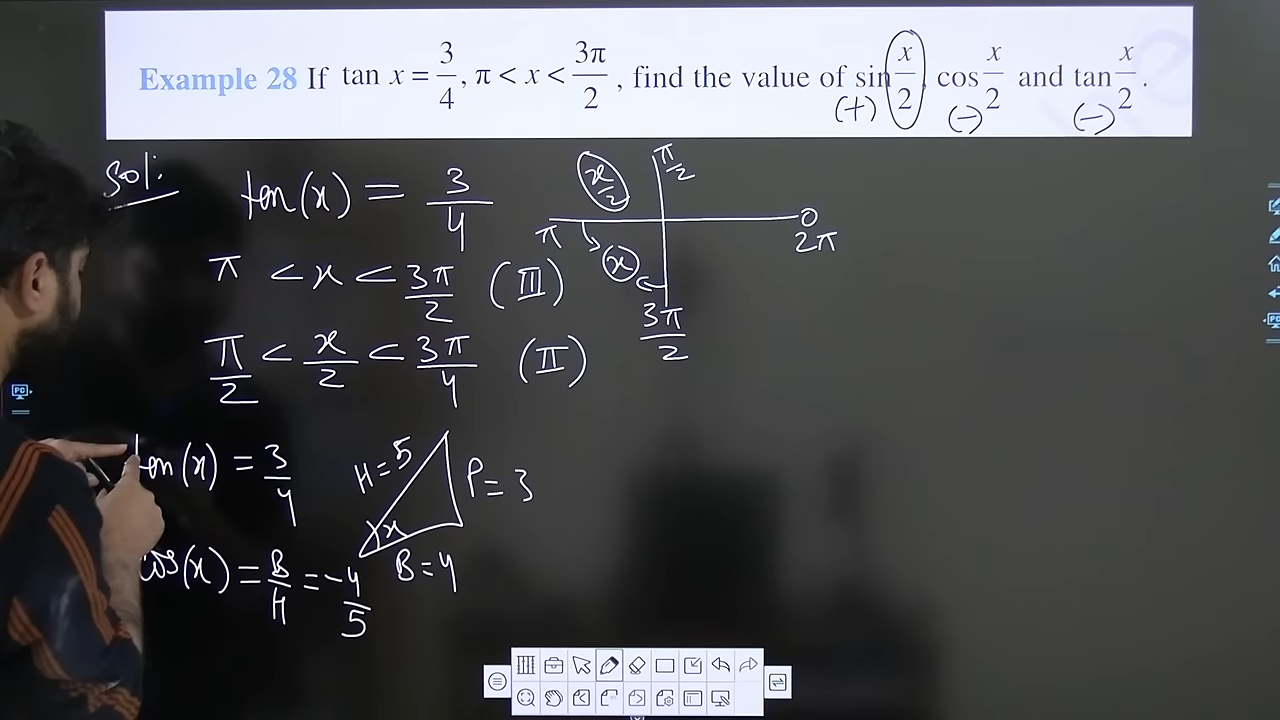 Example 28 If tan x = 3/4, π < x < 3π/2, find the value of sin x/2, cos x/2 and tan x/2.
(+) (-) (-)
Sol:
tan(x) = 3/4
π < x < 3π/2 (III)
π/2 < x/2 < 3π/4 (II)
π/2
x/2
π
0
2π
x
3π/2
tan(x) = 3/4
H=5
P=3
x
B=4
cos(x) = B/H = -4/5
PC
PC